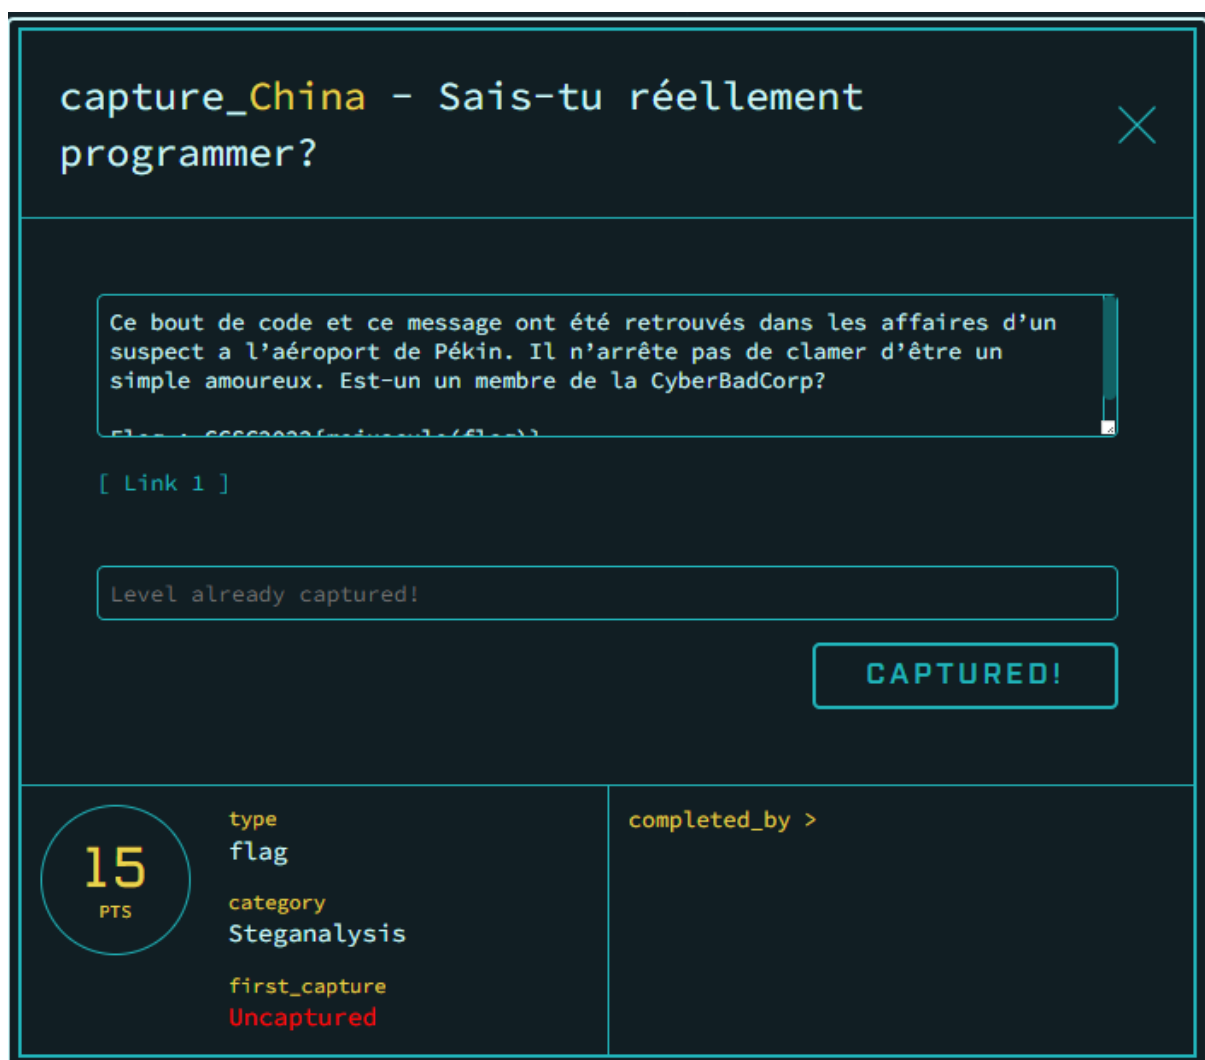 capture_China - Sais-tu réellement
programmer?
Ce bout de code et ce message ont été retrouvés dans les affaires d’un
suspect a l’aéroport de Pékin. Il n’arrête pas de clamer d’être un
simple amoureux. Est-un un membre de la CyberBadCorp?
[ Link 1 ]
Level already captured!
CAPTURED!
15
PTS
type
flag
category
Steganalysis
first_capture
Uncaptured
completed_by >